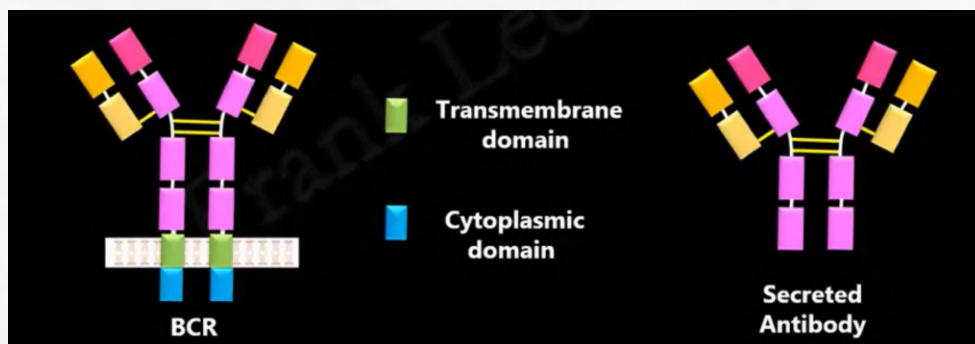 Transmembrane
domain
Cytoplasmic
domain
BCR
Secreted
Antibody